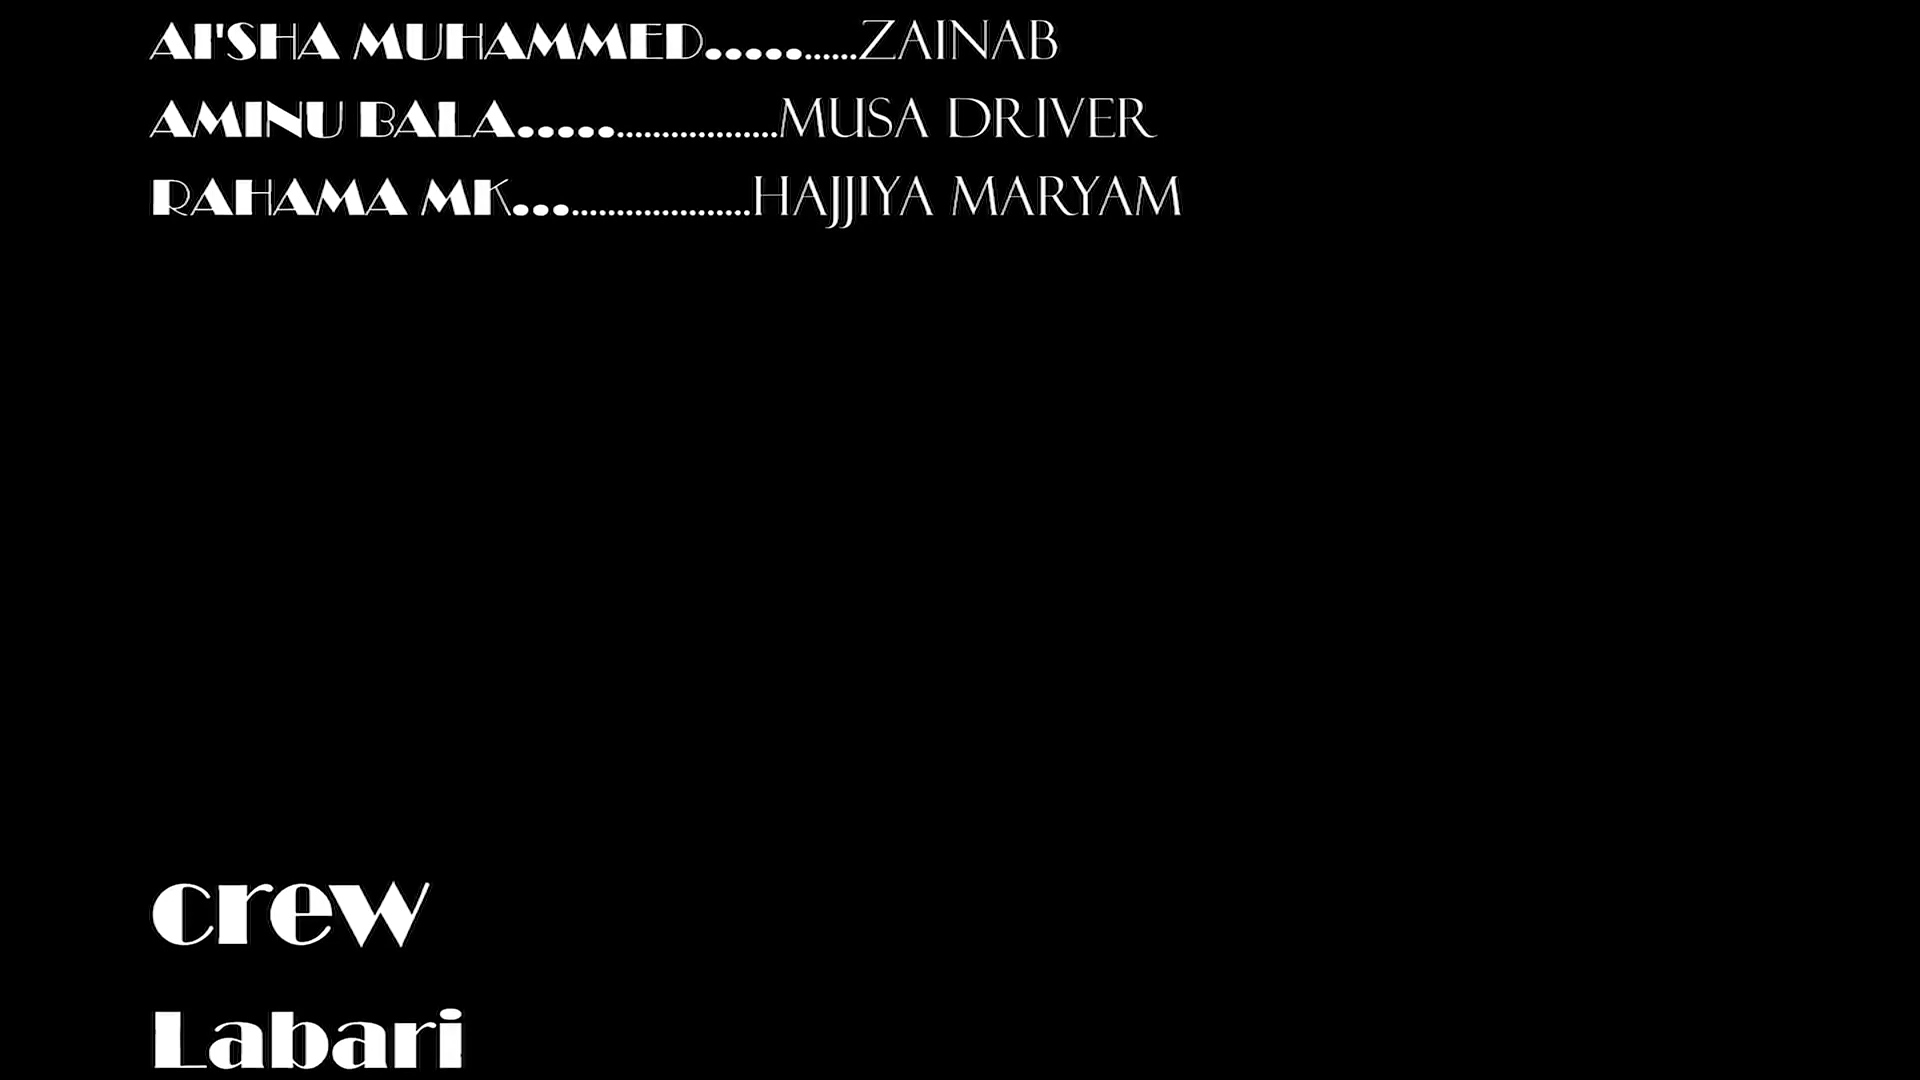 AI'SHA MUHAMMED...........ZAINAB
AMINU BALA.......................MUSA DRIVER
RAHAMA MK.......................HAJJIYA MARYAM
crew
Labari